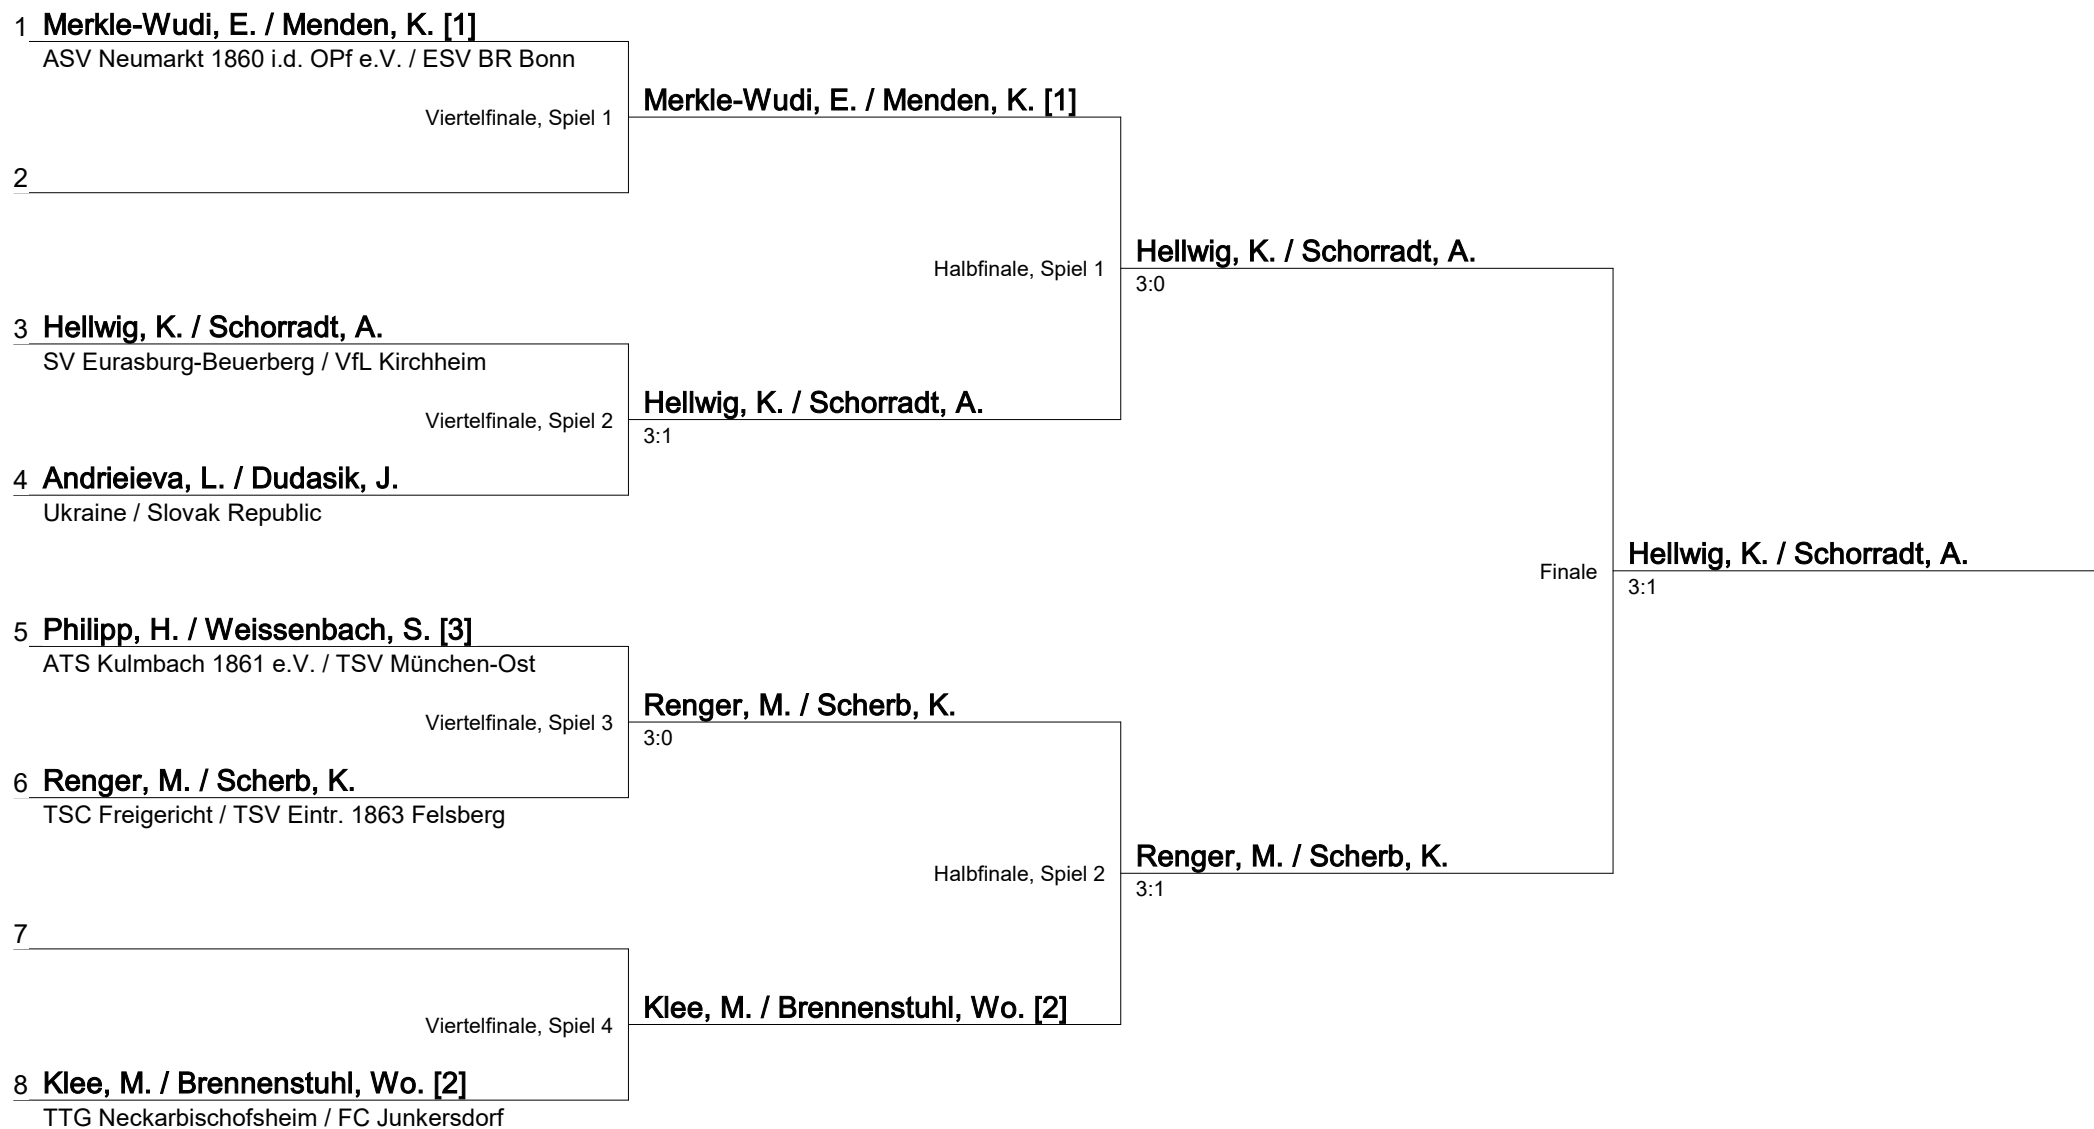 1 Merkle-Wudi, E. / Menden, K. [1]
ASV Neumarkt 1860 i.d. OPf e.V. / ESV BR Bonn
Viertelfinale, Spiel 1
Merkle-Wudi, E. / Menden, K. [1]
2
Halbfinale, Spiel 1
Hellwig, K. / Schorradt, A.
3:0
3 Hellwig, K. / Schorradt, A.
SV Eurasburg-Beuerberg / VfL Kirchheim
Viertelfinale, Spiel 2
Hellwig, K. / Schorradt, A.
3:1
4 Andrieieva, L. / Dudasik, J.
Ukraine / Slovak Republic
Finale
Hellwig, K. / Schorradt, A.
3:1
5 Philipp, H. / Weissenbach, S. [3]
ATS Kulmbach 1861 e.V. / TSV München-Ost
Viertelfinale, Spiel 3
Renger, M. / Scherb, K.
3:0
6 Renger, M. / Scherb, K.
TSC Freigericht / TSV Eintr. 1863 Felsberg
Halbfinale, Spiel 2
Renger, M. / Scherb, K.
3:1
7
Viertelfinale, Spiel 4
Klee, M. / Brennenstuhl, Wo. [2]
8 Klee, M. / Brennenstuhl, Wo. [2]
TTG Neckarbischofsheim / FC Junkersdorf